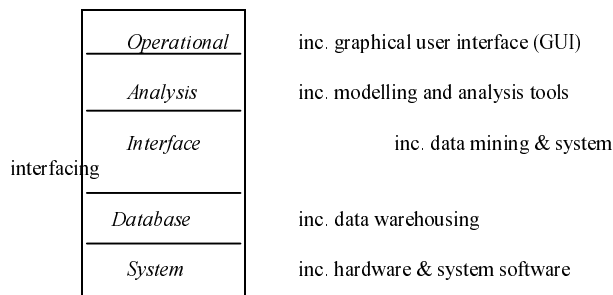 Operational inc. graphical user interface (GUI)
Analysis inc. modelling and analysis tools
Interface inc. data mining & system
interfacing
Database inc. data warehousing
System inc. hardware & system software